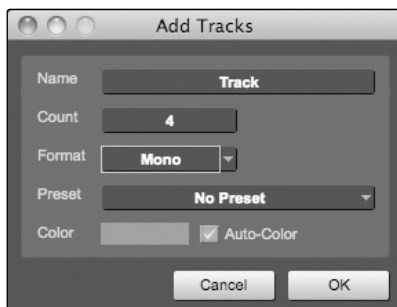 Add Tracks
Name Track
Count 4
Format Mono
Preset No Preset
Color Auto-Color
Cancel OK